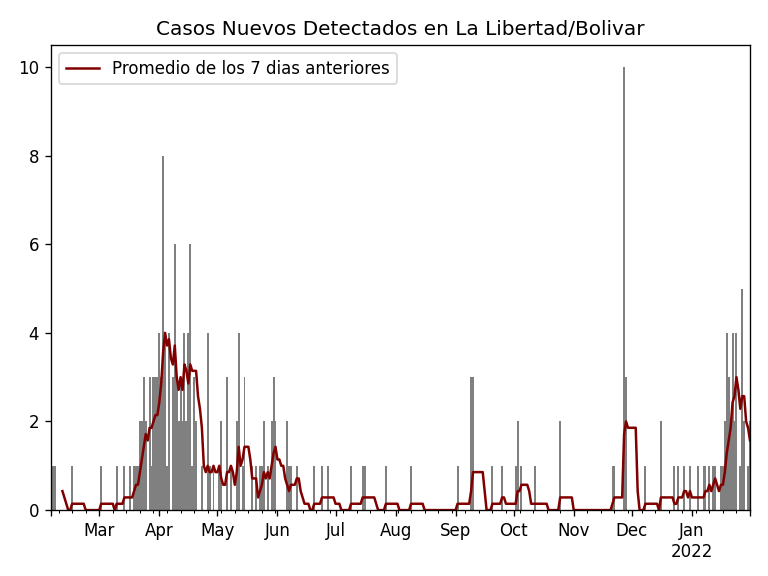 Casos Nuevos Detectados en La Libertad/Bolivar
Promedio de los 7 dias anteriores
10
8
6
4
2
0
Mar Apr May Jun Jul Aug Sep Oct Nov Dec Jan
2022